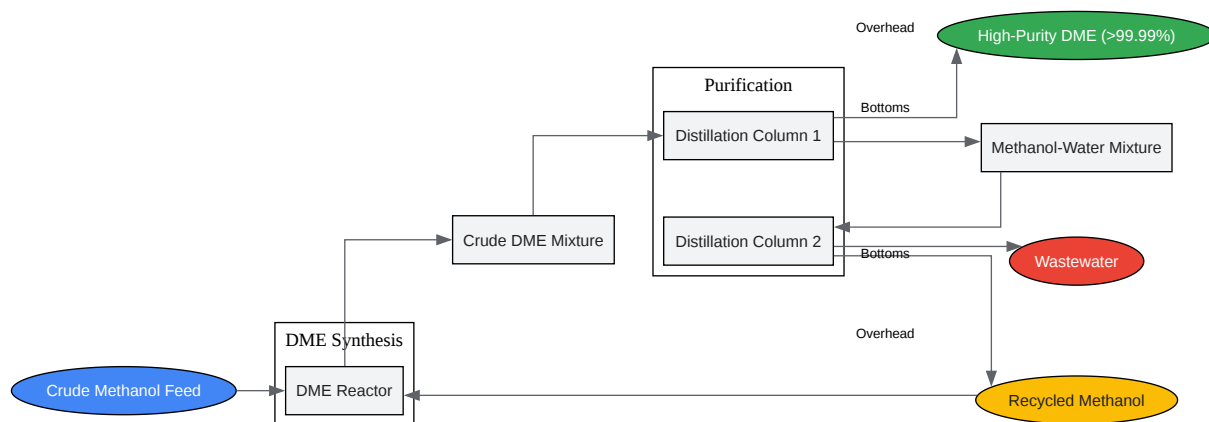 Overhead
High-Purity DME (>99.99%)
Purification
Bottoms
Distillation Column 1
Methanol-Water Mixture
Crude DME Mixture
Distillation Column 2
Bottoms
Wastewater
Overhead
DME Synthesis
Crude Methanol Feed
DME Reactor
Recycled Methanol